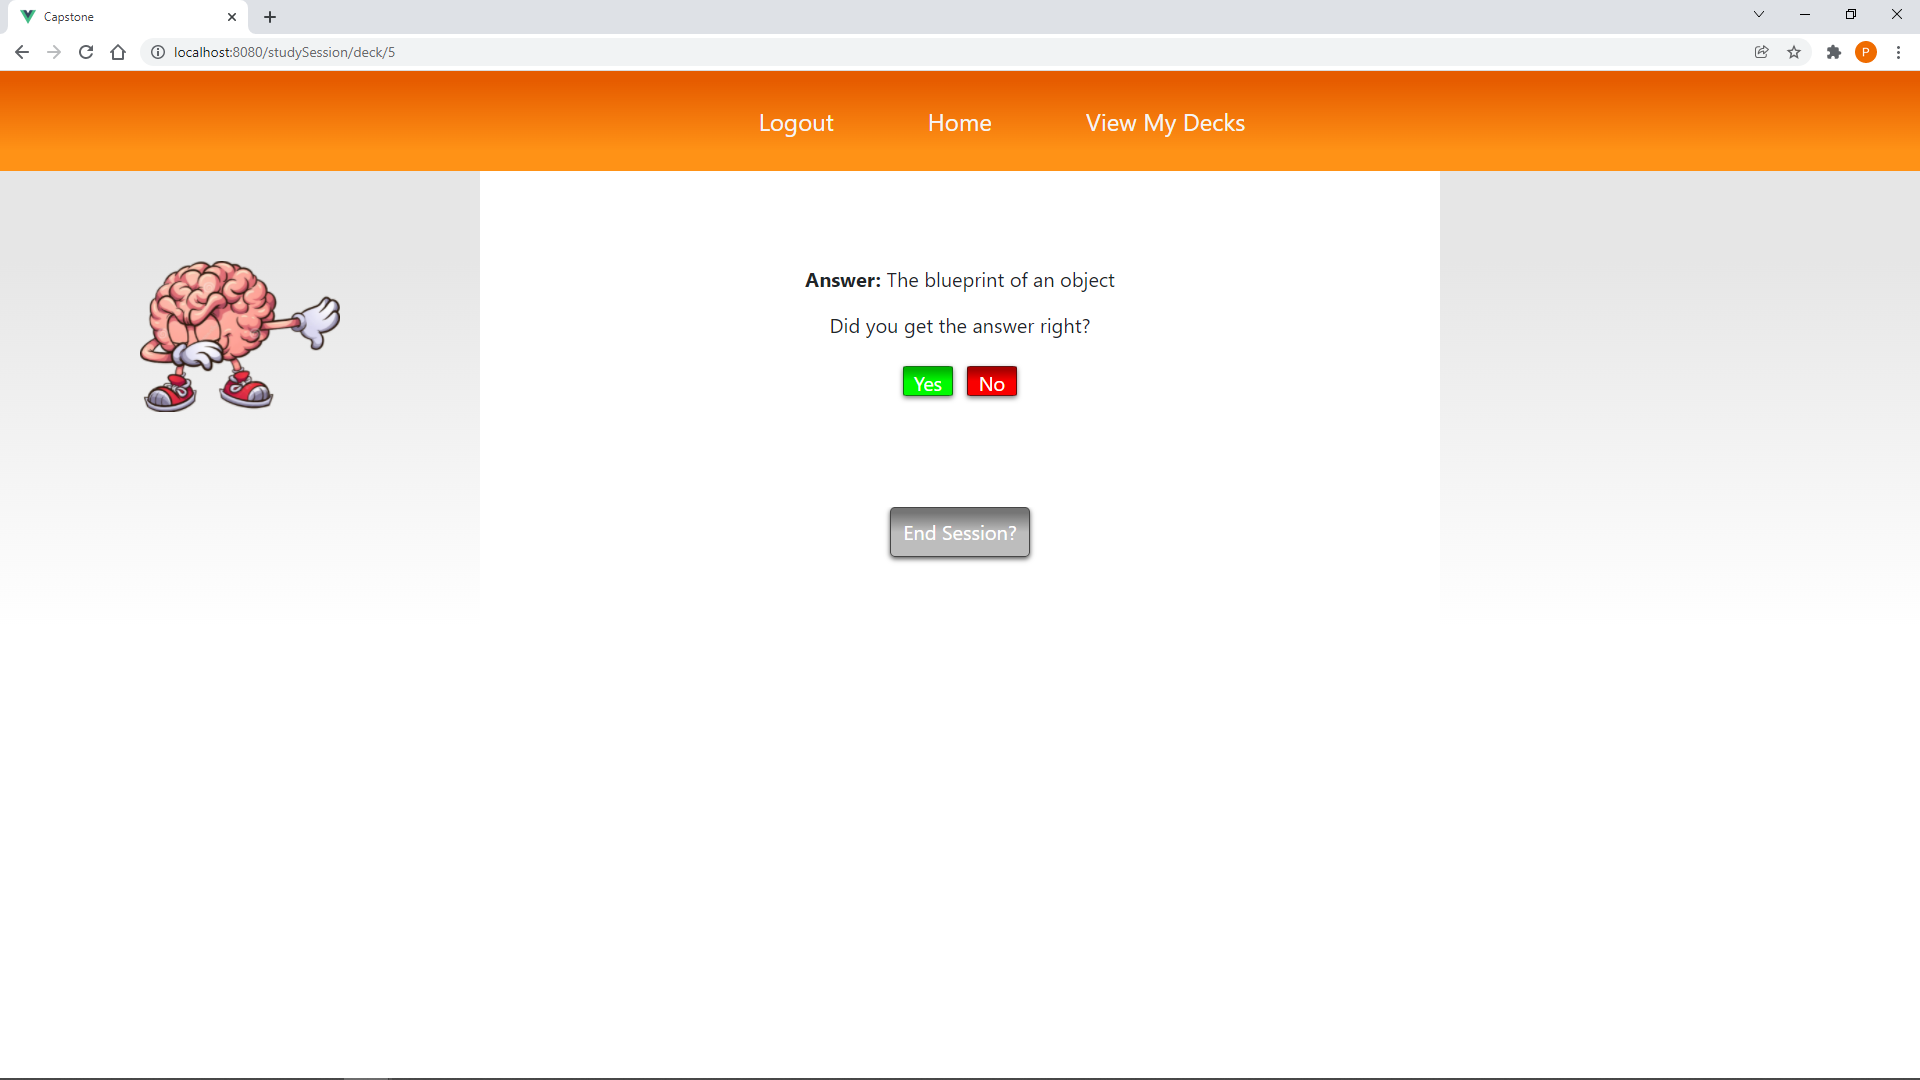 Capstone
localhost:8080/studySession/deck/5
P
Logout Home View My Decks
Answer: The blueprint of an object
Did you get the answer right?
Yes No
End Session?